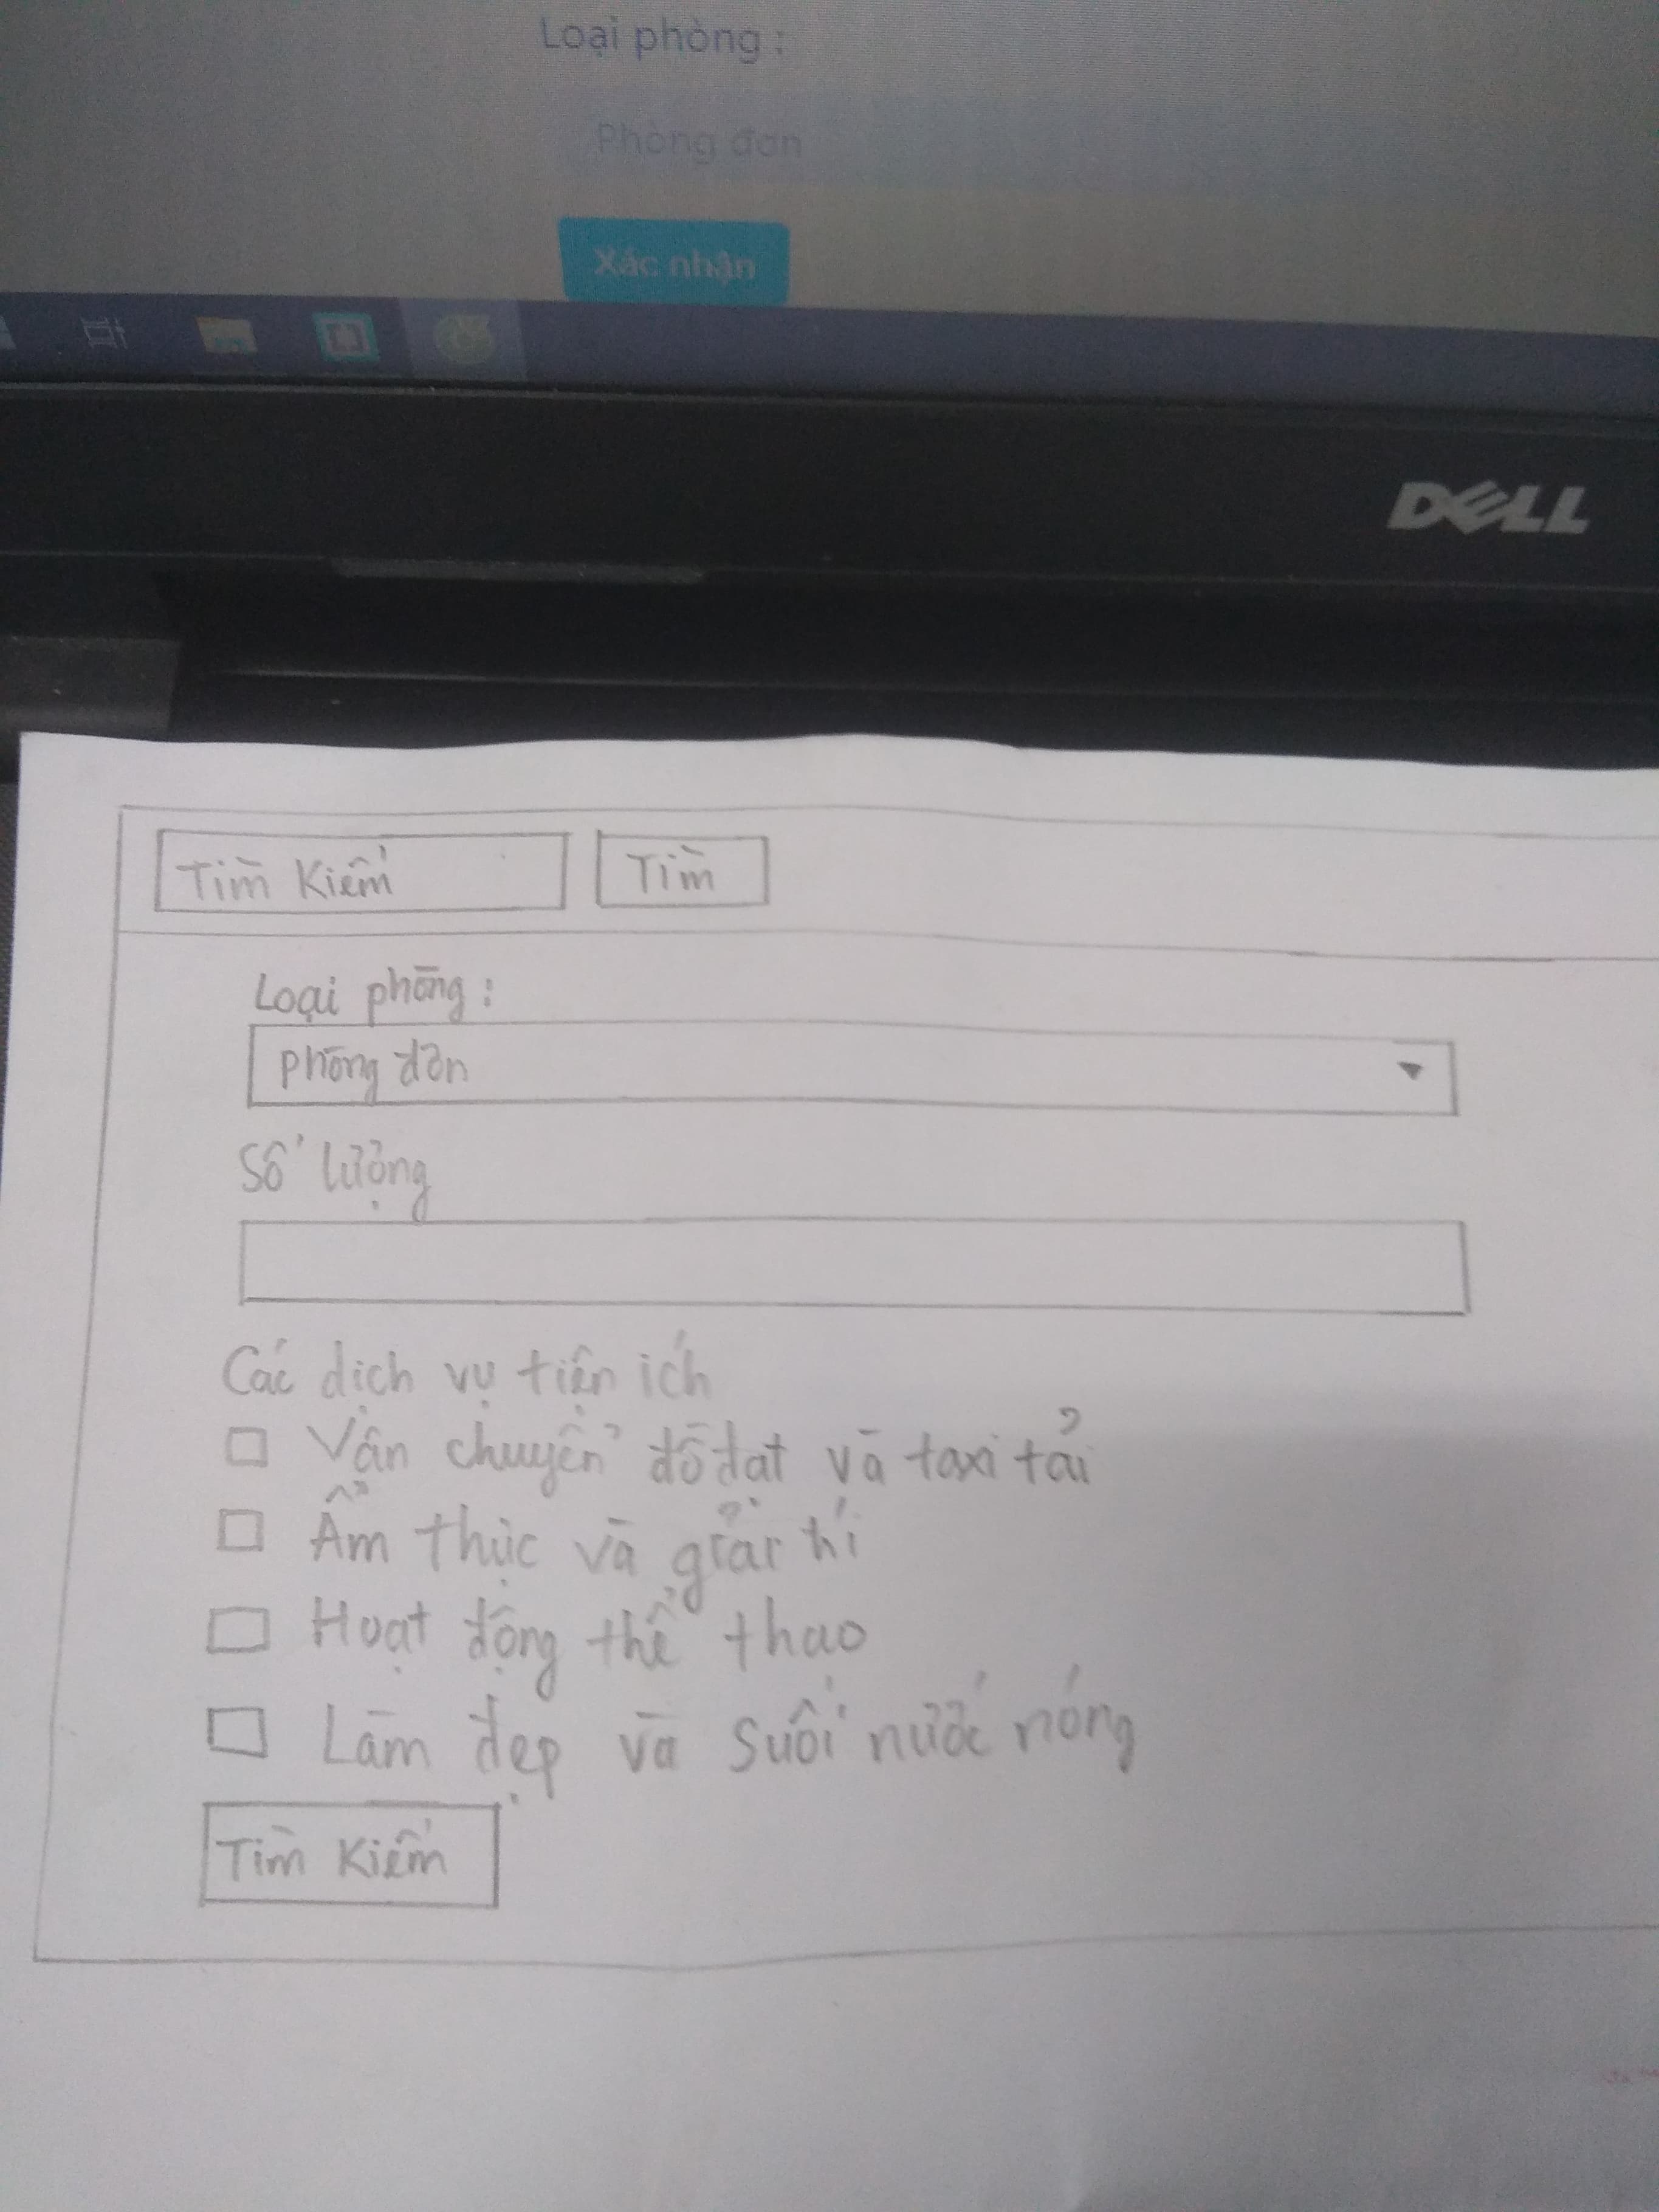 Loại phòng :
Phòng đơn
Xác nhận
DELL
Tìm Kiếm
Tìm
Loại phòng :
Phòng đơn
Số lượng
Các dịch vụ tiện ích
Vận chuyển đồ đạt và taxi tải
Ẩm thực và giải trí
Hoạt động thể thao
Làm đẹp và Suối nước nóng
Tìm Kiếm